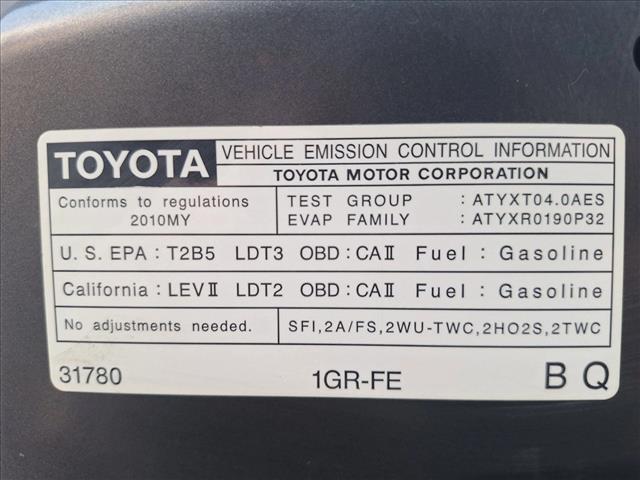 TOYOTA VEHICLE EMISSION CONTROL INFORMATION
TOYOTA MOTOR CORPORATION
Conforms to regulations 2010MY
TEST GROUP : ATYXT04.0AES
EVAP FAMILY : ATYXR0190P32
U.S.EPA : T2B5 LDT3 OBD : CAⅡ Fuel : Gasoline
California : LEVⅡ LDT2 OBD : CAⅡ Fuel : Gasoline
No adjustments needed. SFI,2A/FS,2WU-TWC,2HO2S,2TWC
31780 1GR-FE B Q